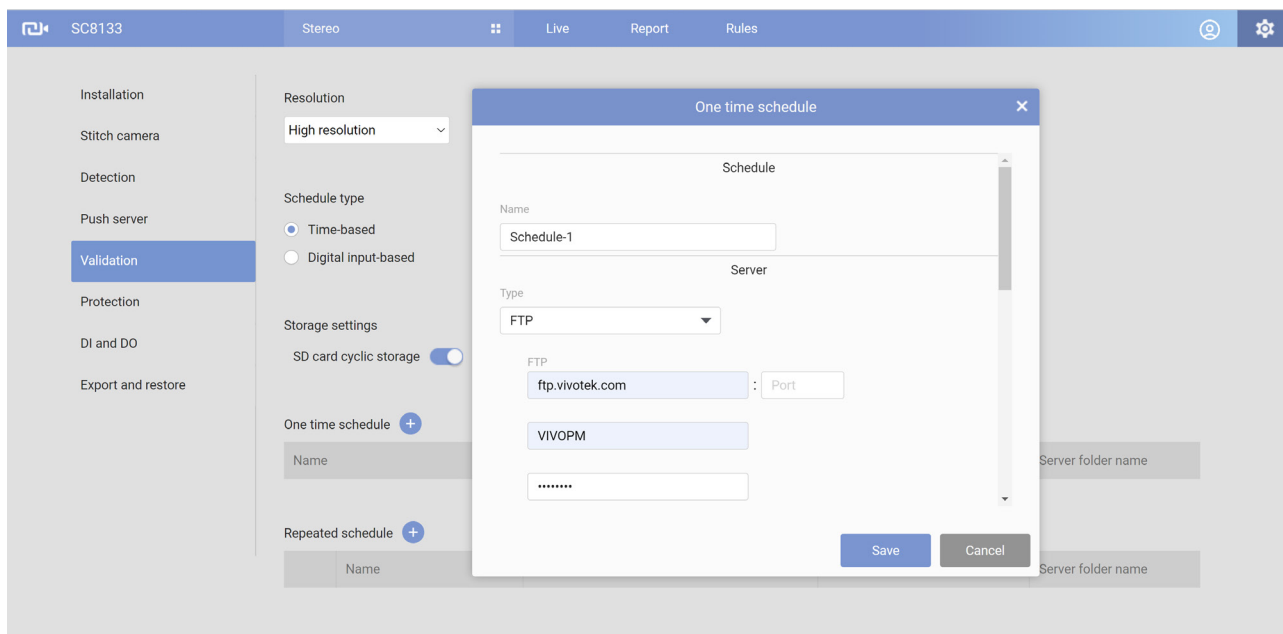 SC8133
Stereo
Live
Report
Rules
Installation
Stitch camera
Detection
Push server
Validation
Protection
DI and DO
Export and restore
Resolution
High resolution
Schedule type
Time-based
Digital input-based
Storage settings
SD card cyclic storage
One time schedule
Name
Server folder name
Repeated schedule
Name
Server folder name
One time schedule
Schedule
Name
Schedule-1
Server
Type
FTP
FTP
ftp.vivotek.com : Port
VIVOPM
••••••••
Save
Cancel